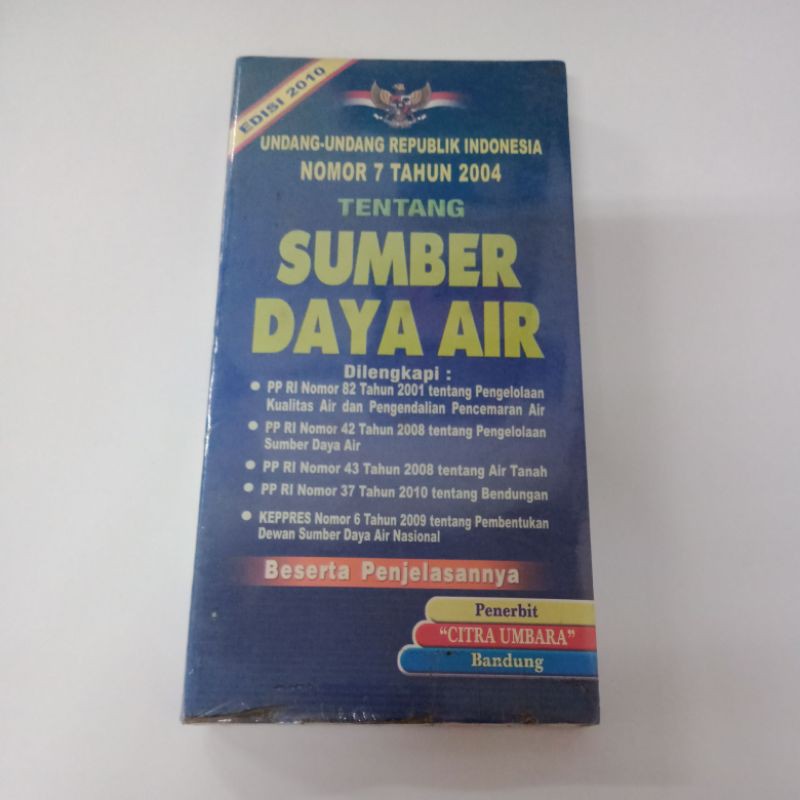 EDISI 2010
UNDANG-UNDANG REPUBLIK INDONESIA
NOMOR 7 TAHUN 2004
TENTANG
SUMBER
DAYA AIR
Dilengkapi :
• PP RI Nomor 82 Tahun 2001 tentang Pengelolaan
Kualitas Air dan Pengendalian Pencemaran Air
• PP RI Nomor 42 Tahun 2008 tentang Pengelolaan
Sumber Daya Air
• PP RI Nomor 43 Tahun 2008 tentang Air Tanah
• PP RI Nomor 37 Tahun 2010 tentang Bendungan
• KEPPRES Nomor 6 Tahun 2009 tentang Pembentukan
Dewan Sumber Daya Air Nasional
Beserta Penjelasannya
Penerbit
"CITRA UMBARA"
Bandung